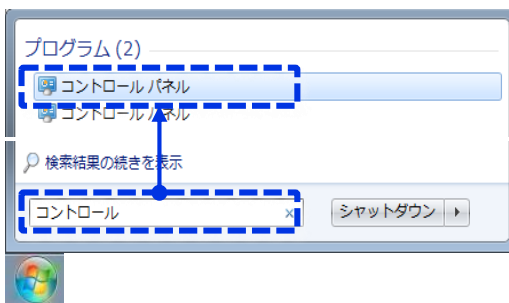 プログラム (2)
コントロール パネル
コントロール パネル
検索結果の続きを表示
コントロール
シャットダウン